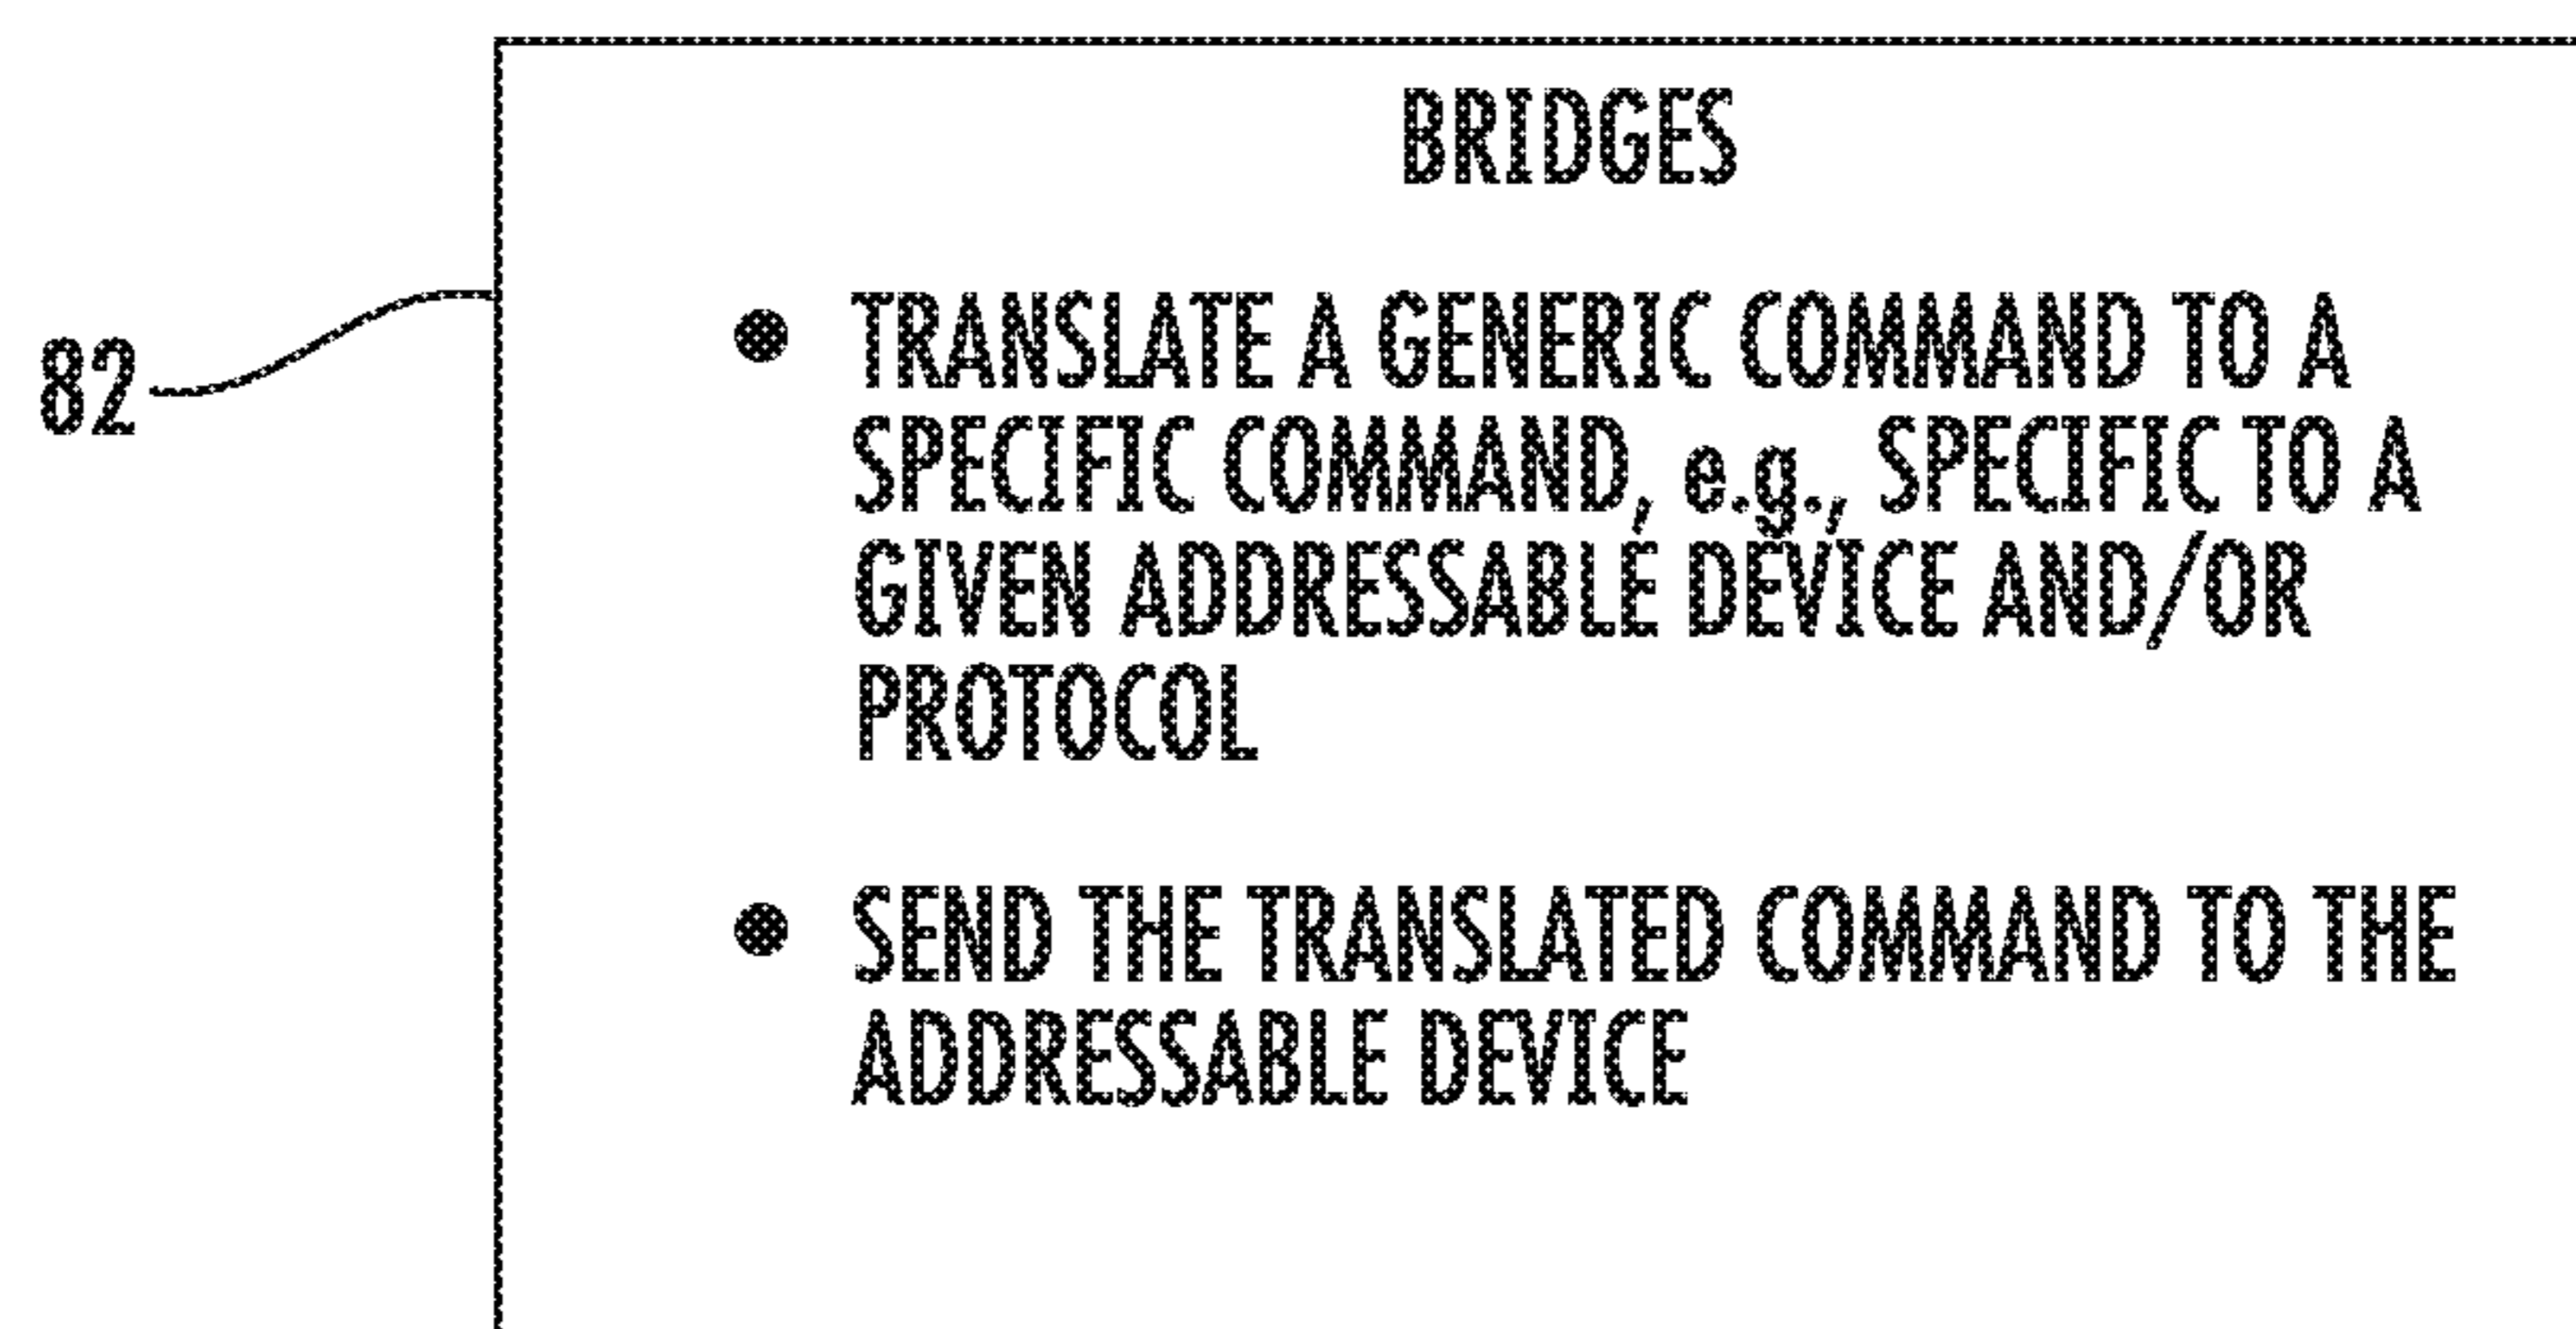 BRIDGES
82
• TRANSLATE A GENERIC COMMAND TO A
SPECIFIC COMMAND, e.g., SPECIFIC TO A
GIVEN ADDRESSABLE DEVICE AND/OR
PROTOCOL
• SEND THE TRANSLATED COMMAND TO THE
ADDRESSABLE DEVICE